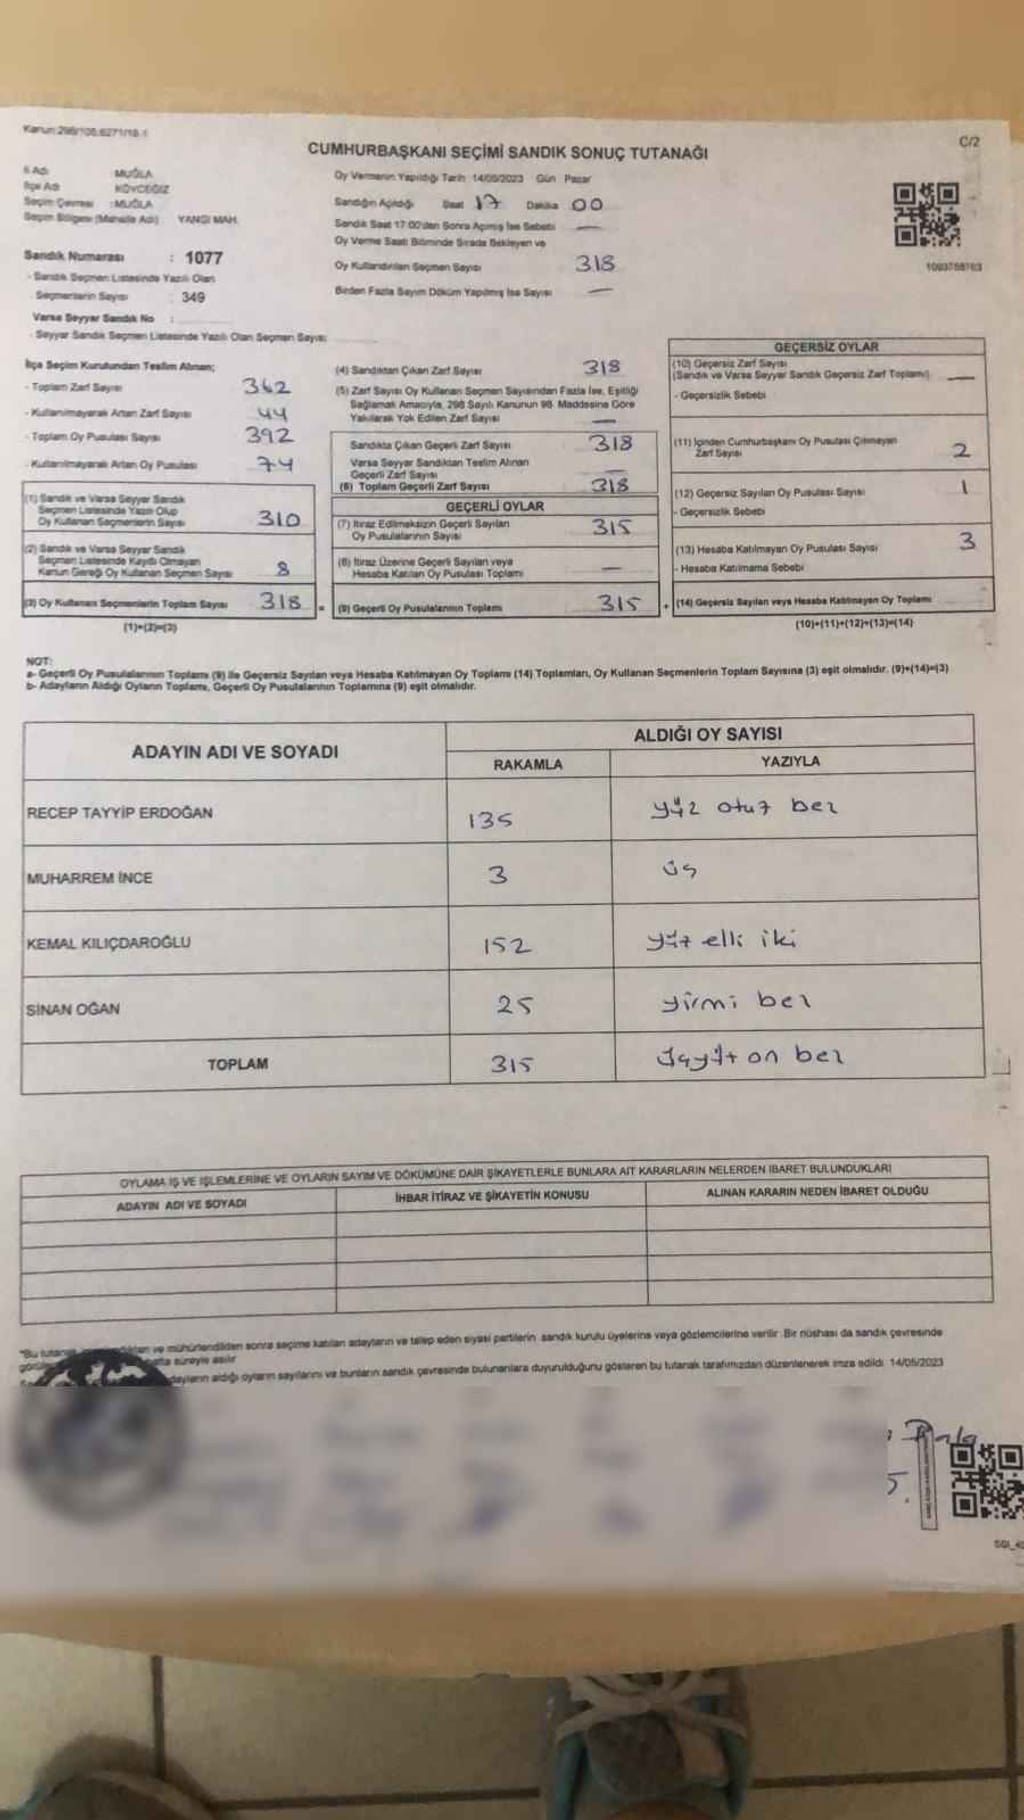 Karun:298/108,6271/18.1
C/2
CUMHURBAŞKANI SEÇİMİ SANDIK SONUÇ TUTANAĞI
İl Adı MUĞLA
İlçe Adı KÖYCEĞİZ
Seçim Çevresi : MUĞLA
Seçim Bölgesi (Mahalle Adı) YANGI MAH.
Sandık Numarası : 1077
- Sandık Seçmen Listesinde Yazılı Olan
Seçmenlerin Sayısı : 349
Varsa Seyyar Sandık No :
- Seyyar Sandık Seçmen Listesinde Yazılı Olan Seçmen Sayısı
Oy Vermenin Yapıldığı Tarih 14/05/2023 Gün Pazar
Sandığın Açıldığı Saat 17 Dakika 00
Sandık Saat 17:00'den Sonra Açımış İse Sebebi —
Oy Verme Saati Bitiminde Sırada Bekleyen ve
Oy Kullandırılan Seçmen Sayısı 318
Birden Fazla Sayım Döküm Yapılmış İse Sayısı —
1093758763
İlçe Seçim Kurulundan Teslim Alınan;
- Toplam Zarf Sayısı 362
- Kullanılmayarak Artan Zarf Sayısı 44
- Toplam Oy Pusulası Sayısı 392
- Kullanılmayarak Artan Oy Pusulası 74
(1) Sandık ve Varsa Seyyar Sandık
Seçmen Listesinde Yazılı Olup
Oy Kullanan Seçmenlerin Sayısı 310
(2) Sandık ve Varsa Seyyar Sandık
Seçmen Listesinde Kaydı Olmayan
Kanun Gereği Oy Kullanan Seçmen Sayısı 8
(3) Oy Kullanan Seçmenlerin Toplam Sayısı 318 =
(1)+(2)=(3)
(4) Sandıktan Çıkan Zarf Sayısı 318
(5) Zarf Sayısı Oy Kullanan Seçmen Sayısından Fazla İse, Eşitliği
Sağlamak Amacıyla, 298 Sayılı Kanunun 98. Maddesine Göre
Yakılarak Yok Edilen Zarf Sayısı —
Sandıkta Çıkan Geçerli Zarf Sayısı 318
Varsa Seyyar Sandıktan Teslim Alınan
Geçerli Zarf Sayısı —
(6) Toplam Geçerli Zarf Sayısı 318
GEÇERLİ OYLAR
(7) İtiraz Edilmeksizin Geçerli Sayılan
Oy Pusulalarının Sayısı 315
(8) İtiraz Üzerine Geçerli Sayılan veya
Hesaba Katılan Oy Pusulası Toplamı —
(9) Geçerli Oy Pusulalarının Toplamı 315 +
GEÇERSİZ OYLAR
(10) Geçersiz Zarf Sayısı
(Sandık ve Varsa Seyyar Sandık Geçersiz Zarf Toplamı) —
- Geçersizlik Sebebi
(11) İçinden Cumhurbaşkanı Oy Pusulası Çıkmayan
Zarf Sayısı 2
(12) Geçersiz Sayılan Oy Pusulası Sayısı 1
- Geçersizlik Sebebi
(13) Hesaba Katılmayan Oy Pusulası Sayısı 3
- Hesaba Katılmama Sebebi
(14) Geçersiz Sayılan veya Hesaba Katılmayan Oy Toplamı
(10)+(11)+(12)+(13)=(14)
NOT:
a- Geçerli Oy Pusulalarının Toplamı (9) ile Geçersiz Sayılan veya Hesaba Katılmayan Oy Toplamı (14) Toplamları, Oy Kullanan Seçmenlerin Toplam Sayısına (3) eşit olmalıdır. (9)+(14)=(3)
b- Adayların Aldığı Oyların Toplamı, Geçerli Oy Pusulalarının Toplamına (9) eşit olmalıdır.
ADAYIN ADI VE SOYADI ALDIĞI OY SAYISI
RAKAMLA YAZIYLA
RECEP TAYYİP ERDOĞAN 135 yüz otuz beş
MUHARREM İNCE 3 üç
KEMAL KILIÇDAROĞLU 152 yüz elli iki
SİNAN OĞAN 25 yirmi beş
TOPLAM 315 üçyüz on beş
OYLAMA İŞ VE İŞLEMLERİNE VE OYLARIN SAYIM VE DÖKÜMÜNE DAİR ŞİKAYETLERLE BUNLARA AİT KARARLARIN NELERDEN İBARET BULUNDUKLARI
ADAYIN ADI VE SOYADI İHBAR İTİRAZ VE ŞİKAYETİN KONUSU ALINAN KARARIN NEDEN İBARET OLDUĞU
*Bu tutanak ve mühürlendikten sonra seçime katılan adayların ve talep eden siyasi partilerin sandık kurulu üyelerine veya gözlemcilerine verilir. Bir nüshası da sandık çevresinde
hafta süreyle asılır
adayların aldığı oyların sayılarını ve bunların sandık çevresinde bulunanlara duyurulduğunu gösteren bu tutanak tarafımızdan düzenlenerek imza edildi. 14/05/2023